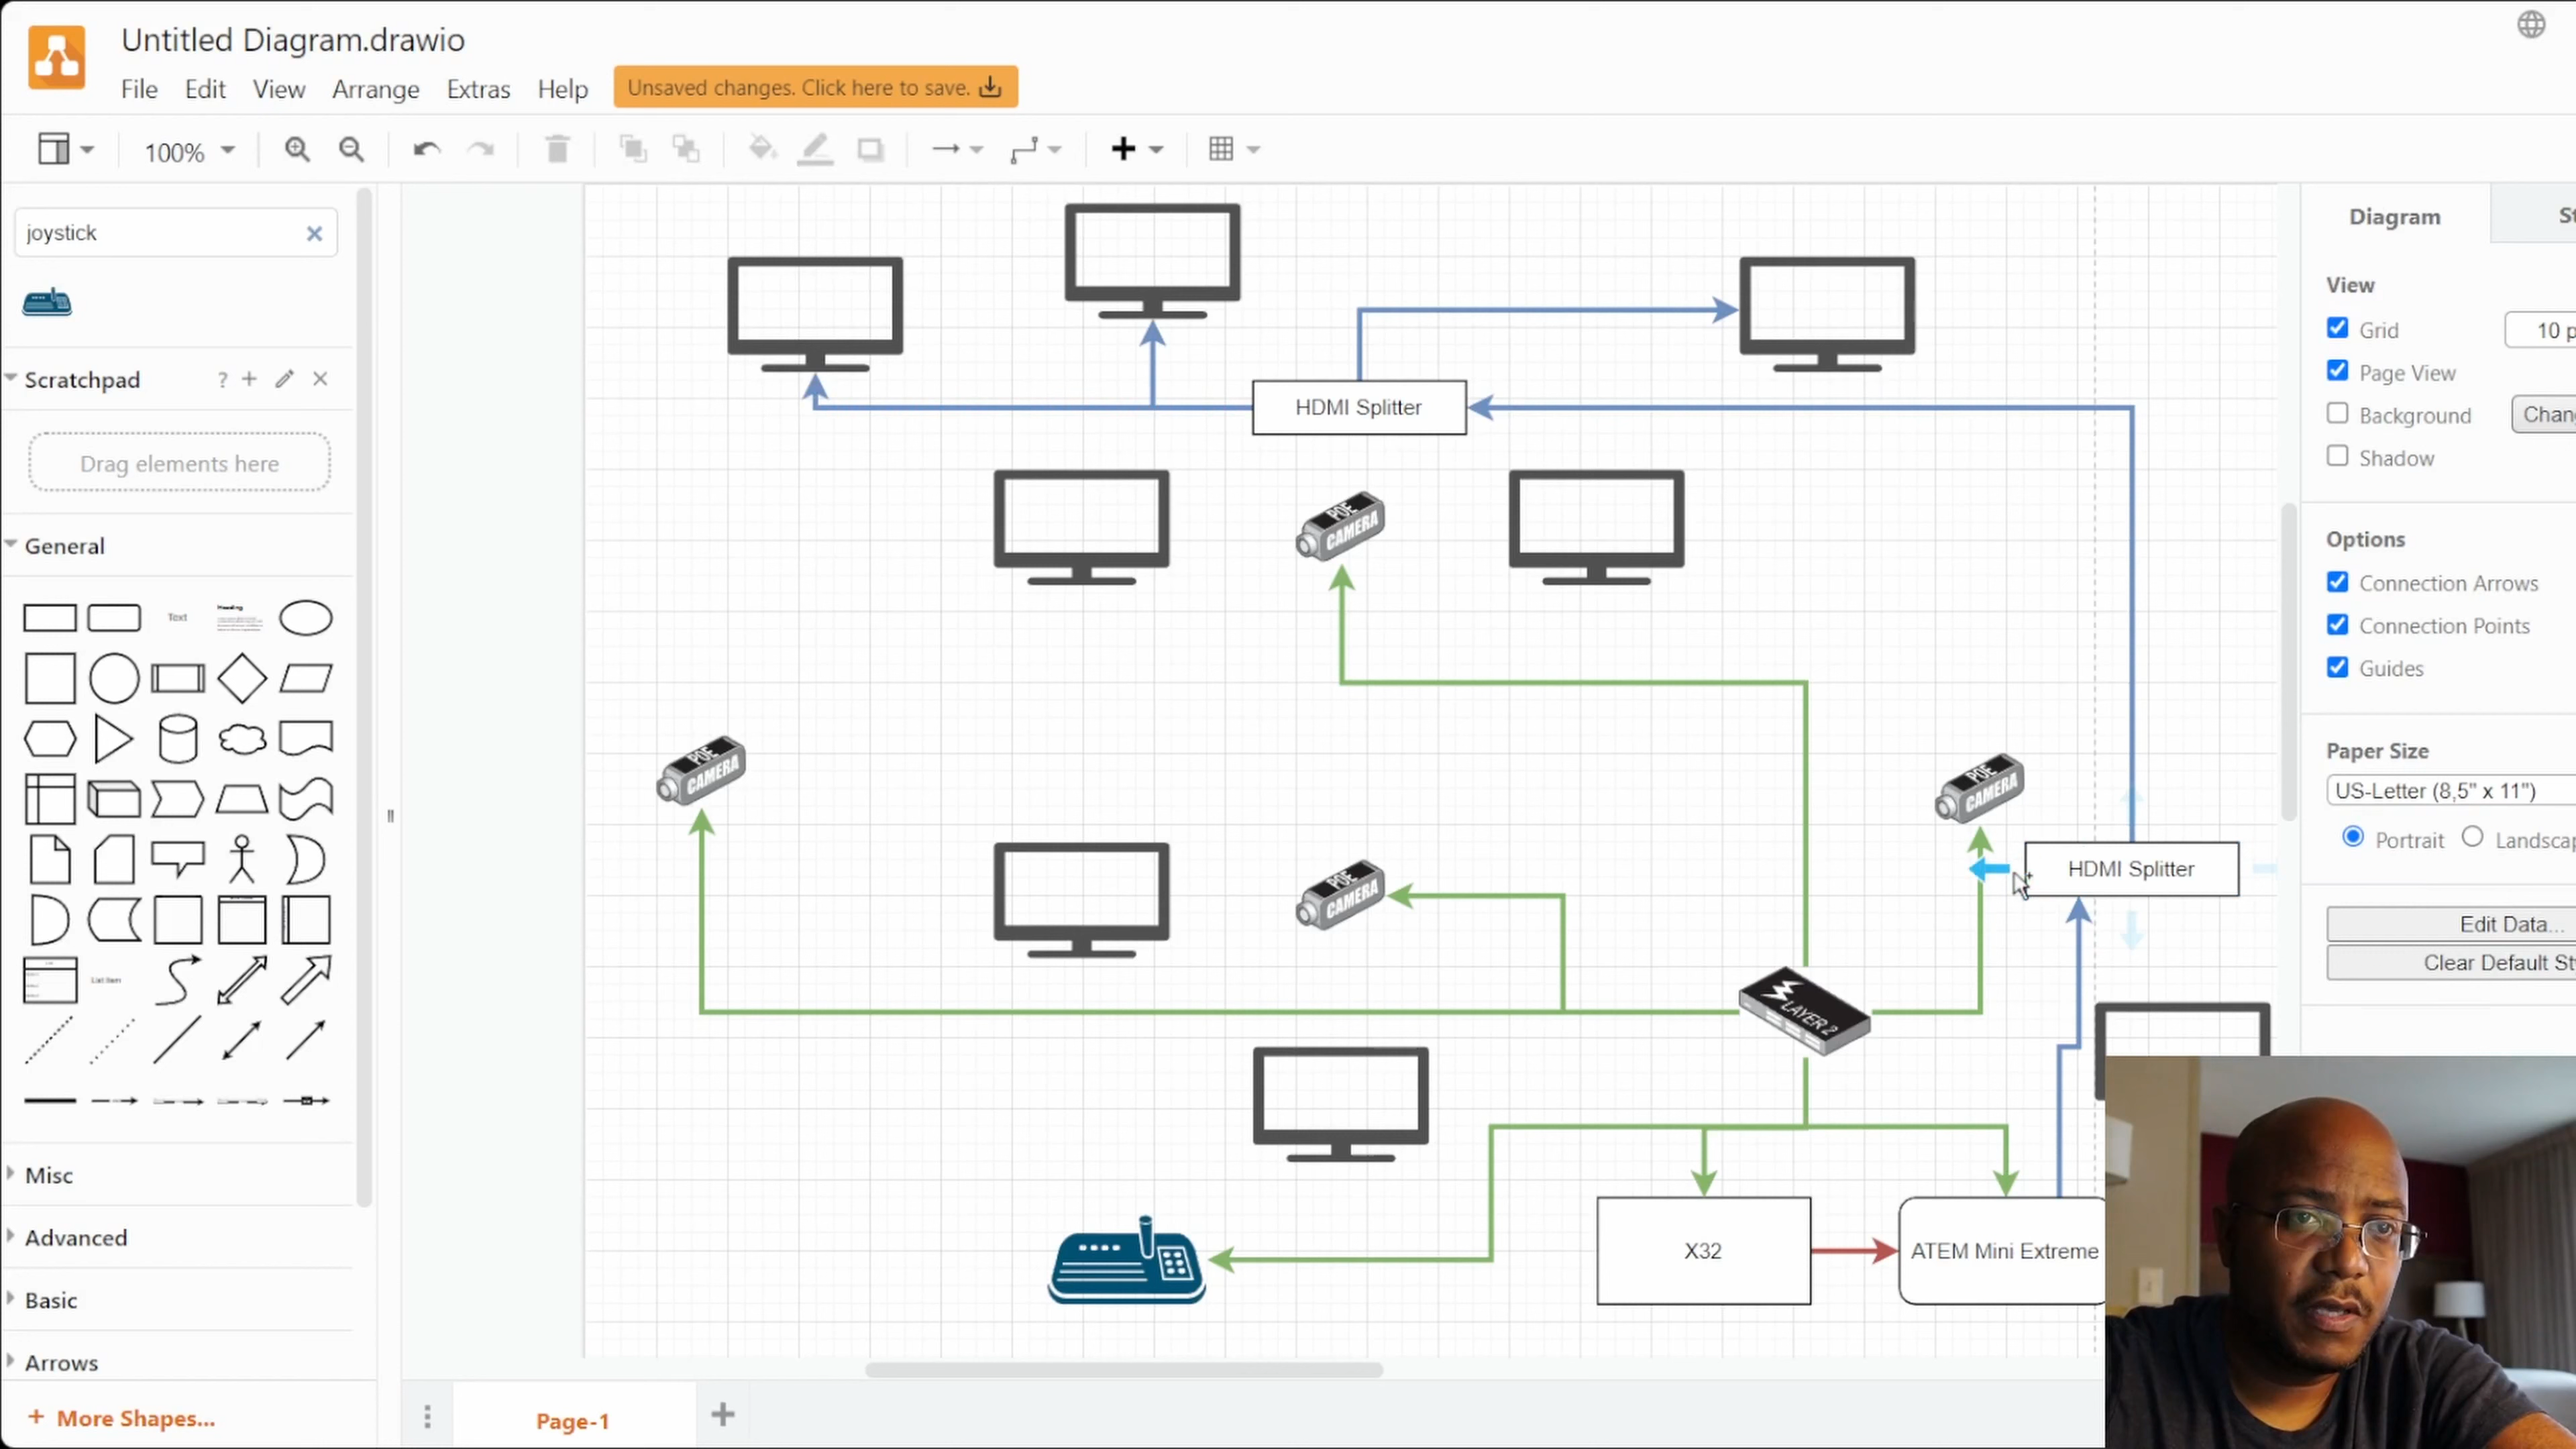 Untitled Diagram.drawio
File Edit View Arrange Extras Help Unsaved changes. Click here to save.
100%
joystick
Scratchpad
?
Drag elements here
General
Text
Heading
List Item
Misc
Advanced
Basic
Arrows
+ More Shapes...
Page-1
HDMI Splitter
POE CAMERA
POE CAMERA
POE CAMERA
POE CAMERA
HDMI Splitter
LAYER 2
X32
ATEM Mini Extreme
Diagram
View
Grid
10 p
Page View
Background
Shadow
Options
Connection Arrows
Connection Points
Guides
Paper Size
US-Letter (8,5" x 11")
Portrait
Edit Data...